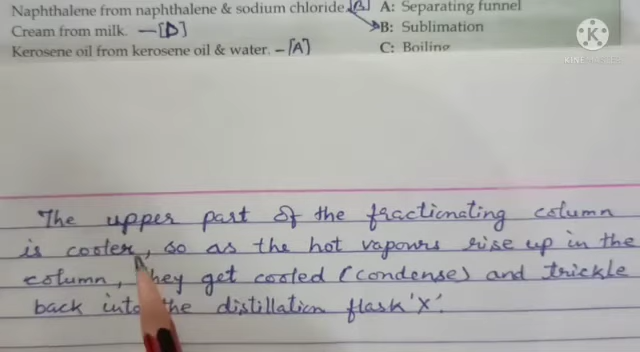 Naphthalene from naphthalene & sodium chloride. [B] A: Separating funnel
Cream from milk. —[D] B: Sublimation
Kerosene oil from kerosene oil & water. —[A] C: Boiling
K
KINEMASTER
The upper part of the fractionating column
is cooler, so as the hot vapours rise up in the
column, they get cooled (condense) and trickle
back into the distillation flask 'X'.